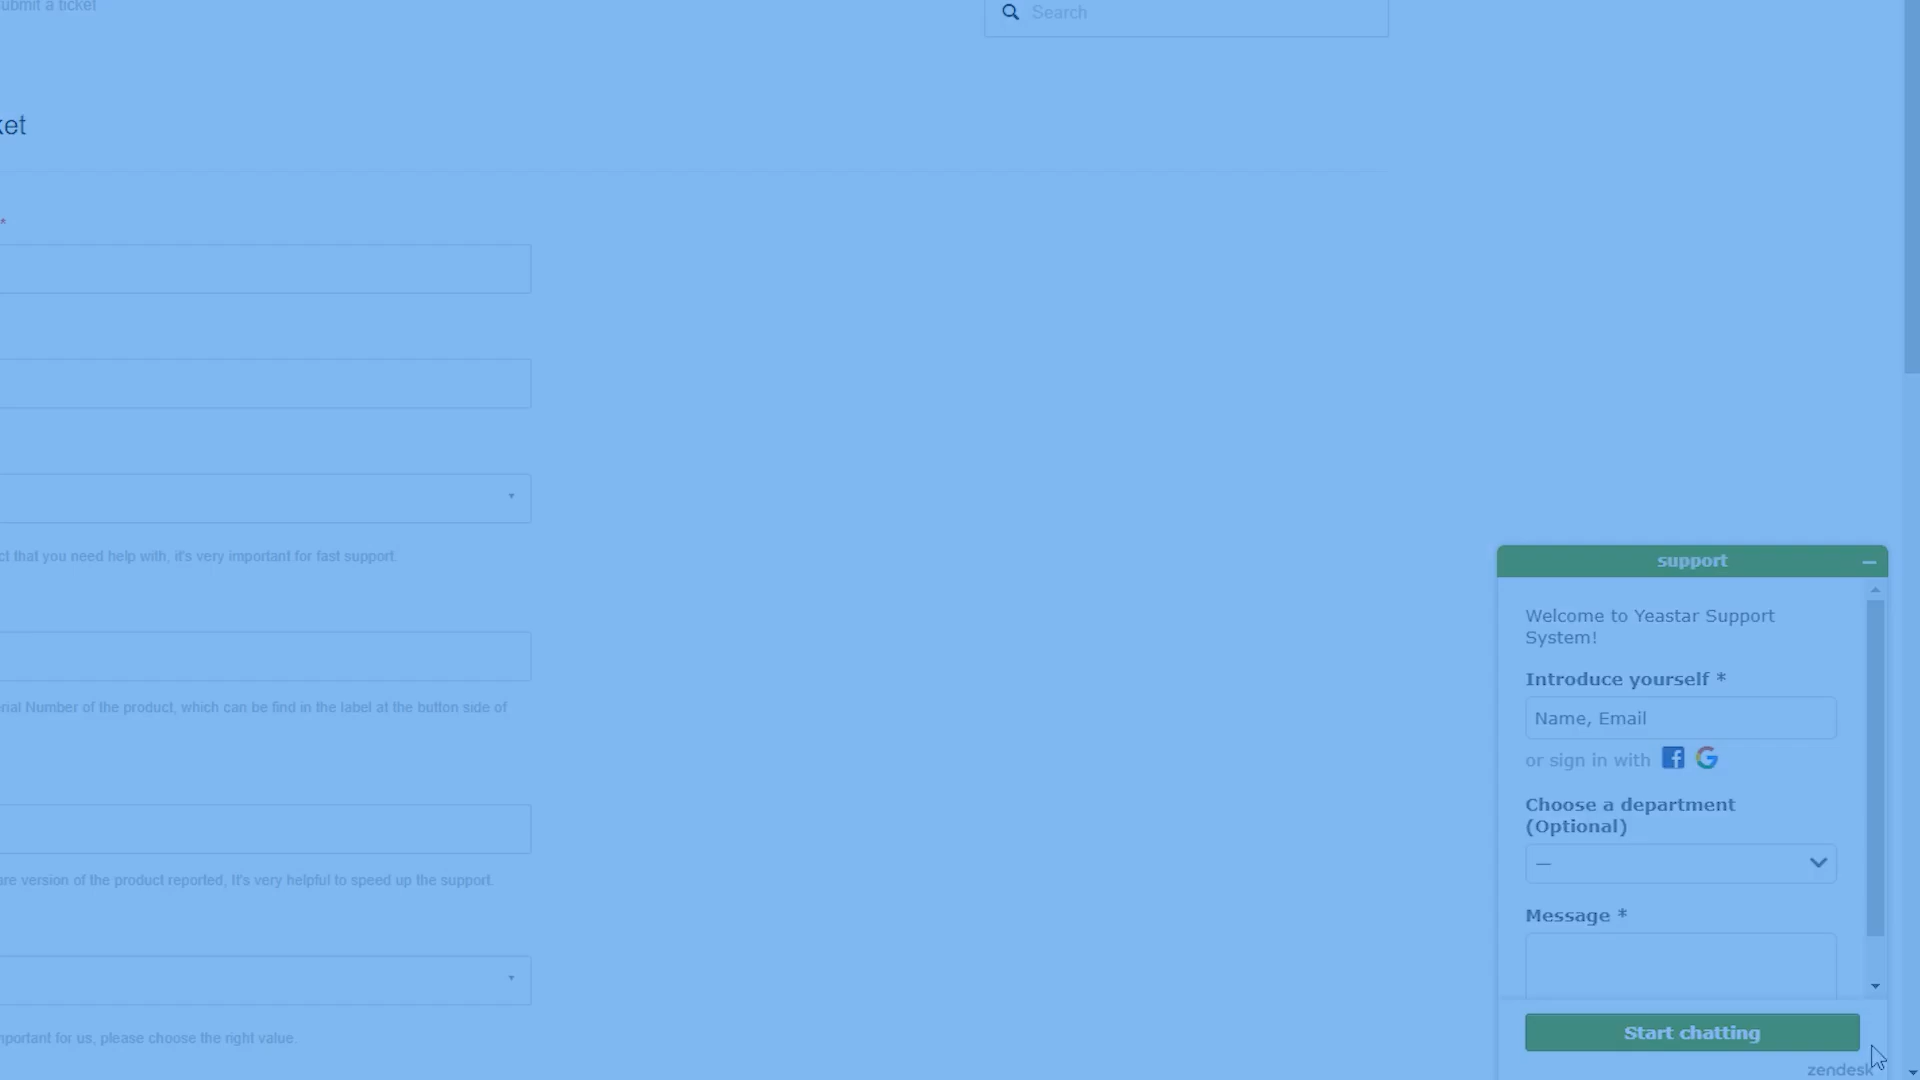 ubmit a ticket
Search
ket
*
ct that you need help with, it's very important for fast support.
nal Number of the product, which can be find in the label at the button side of
are version of the product reported, It's very helpful to speed up the support.
mportant for us, please choose the right value.
support
Welcome to Yeastar Support
System!
Introduce yourself *
Name, Email
or sign in with
Choose a department
(Optional)
—
Message *
Start chatting
zendesk